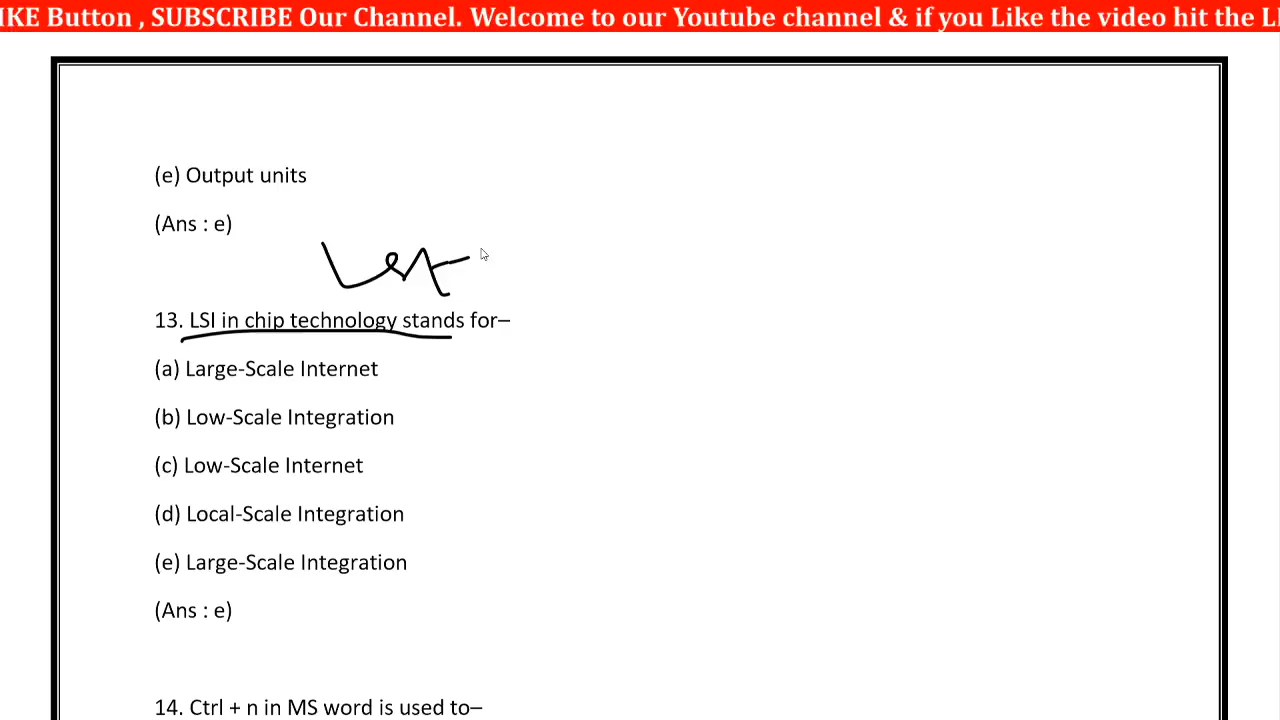 IKE Button , SUBSCRIBE Our Channel. Welcome to our Youtube channel & if you Like the video hit the LI
(e) Output units
(Ans : e)
13. LSI in chip technology stands for–
(a) Large-Scale Internet
(b) Low-Scale Integration
(c) Low-Scale Internet
(d) Local-Scale Integration
(e) Large-Scale Integration
(Ans : e)
14. Ctrl + n in MS word is used to–